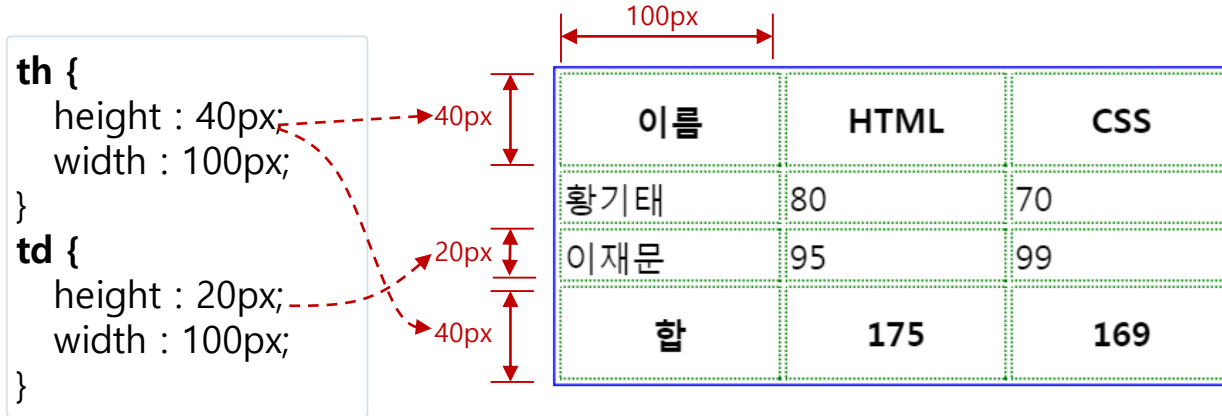 th {
height : 40px;
width : 100px;
}
td {
height : 20px;
width : 100px;
}
100px
40px
20px
40px
이름 HTML CSS
황기태 80 70
이재문 95 99
합 175 169